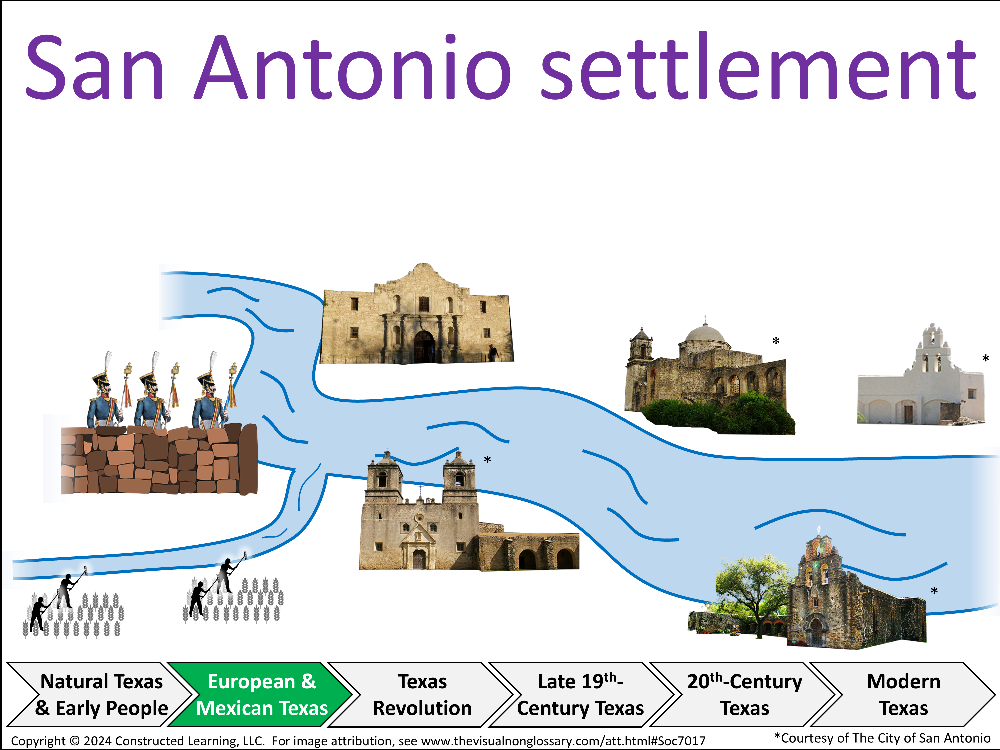 San Antonio settlement
*
*
*
*
Natural Texas
& Early People
European &
Mexican Texas
Texas
Revolution
Late 19th-
Century Texas
20th-Century
Texas
Modern
Texas
Copyright © 2024 Constructed Learning, LLC.  For image attribution, see www.thevisualnonglossary.com/att.html#Soc7017
*Courtesy of The City of San Antonio